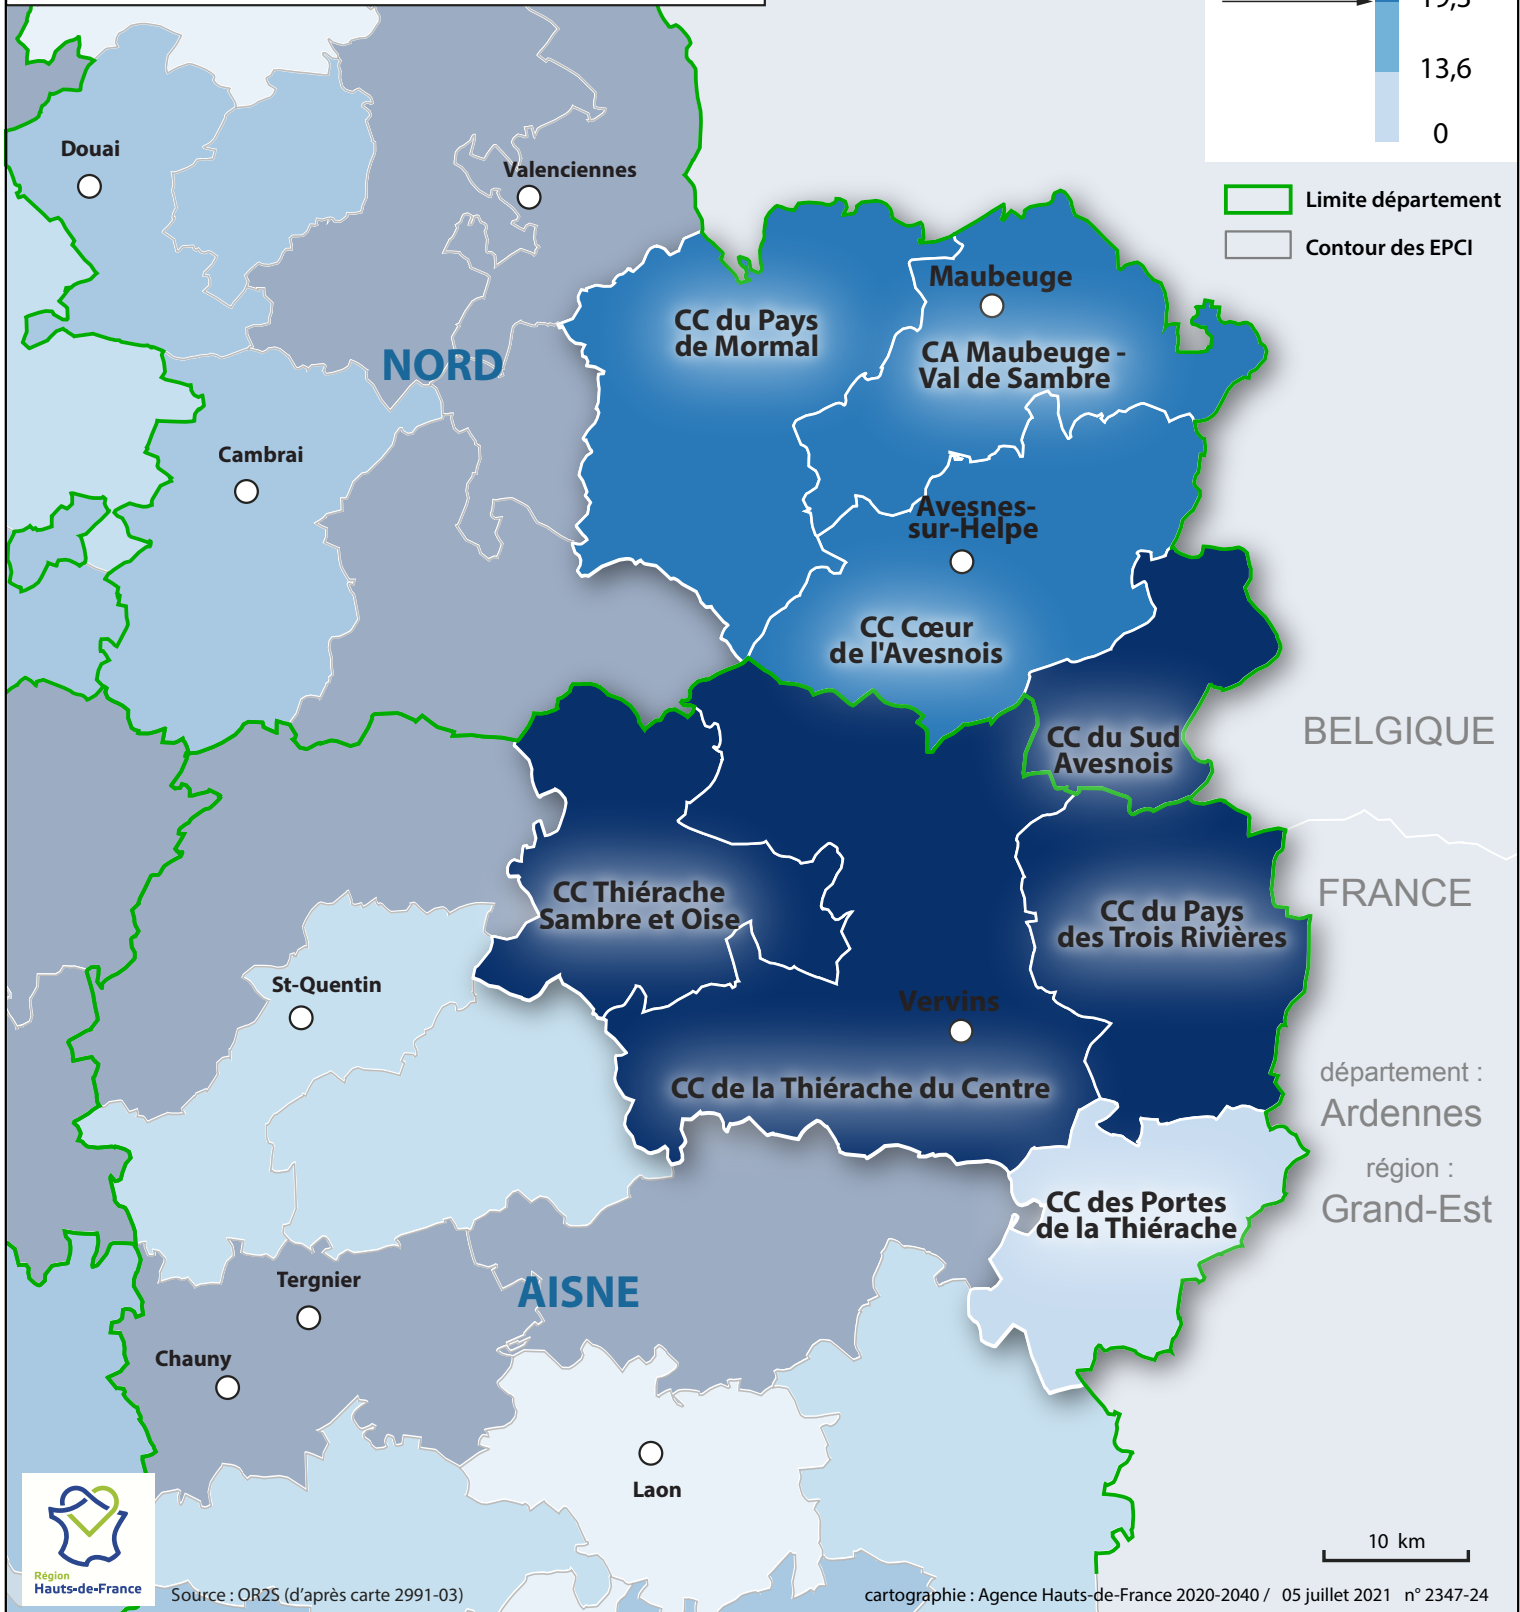 13,6
0
Limite département
Contour des EPCI
Douai
Valenciennes
Maubeuge
CC du Pays
de Mormal
CA Maubeuge -
Val de Sambre
NORD
Cambrai
Avesnes-
sur-Helpe
CC Cœur
de l'Avesnois
BELGIQUE
CC du Sud
Avesnois
FRANCE
CC Thiérache
Sambre et Oise
CC du Pays
des Trois Rivières
St-Quentin
Vervins
CC de la Thiérache du Centre
département :
Ardennes
région :
Grand-Est
CC des Portes
de la Thiérache
Tergnier
AISNE
Chauny
Laon
10 km
Région
Hauts-de-France
Source : OR2S (d'après carte 2991-03)
cartographie : Agence Hauts-de-France 2020-2040 / 05 juillet 2021 n° 2347-24